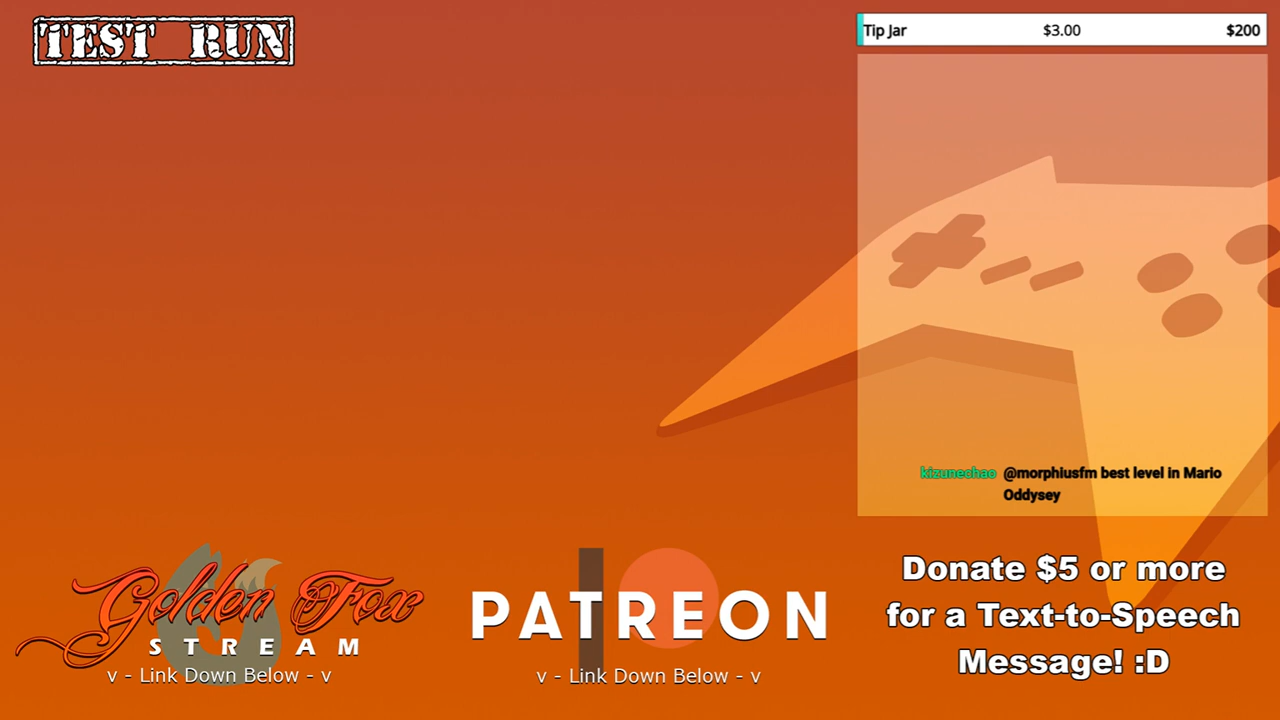 TEST RUN
Tip Jar $3.00 $200
kizunechao @morphiusfm best level in Mario
Oddysey
Golden Fox
STREAM
v - Link Down Below - v
PATREON
v - Link Down Below - v
Donate $5 or more
for a Text-to-Speech
Message! :D